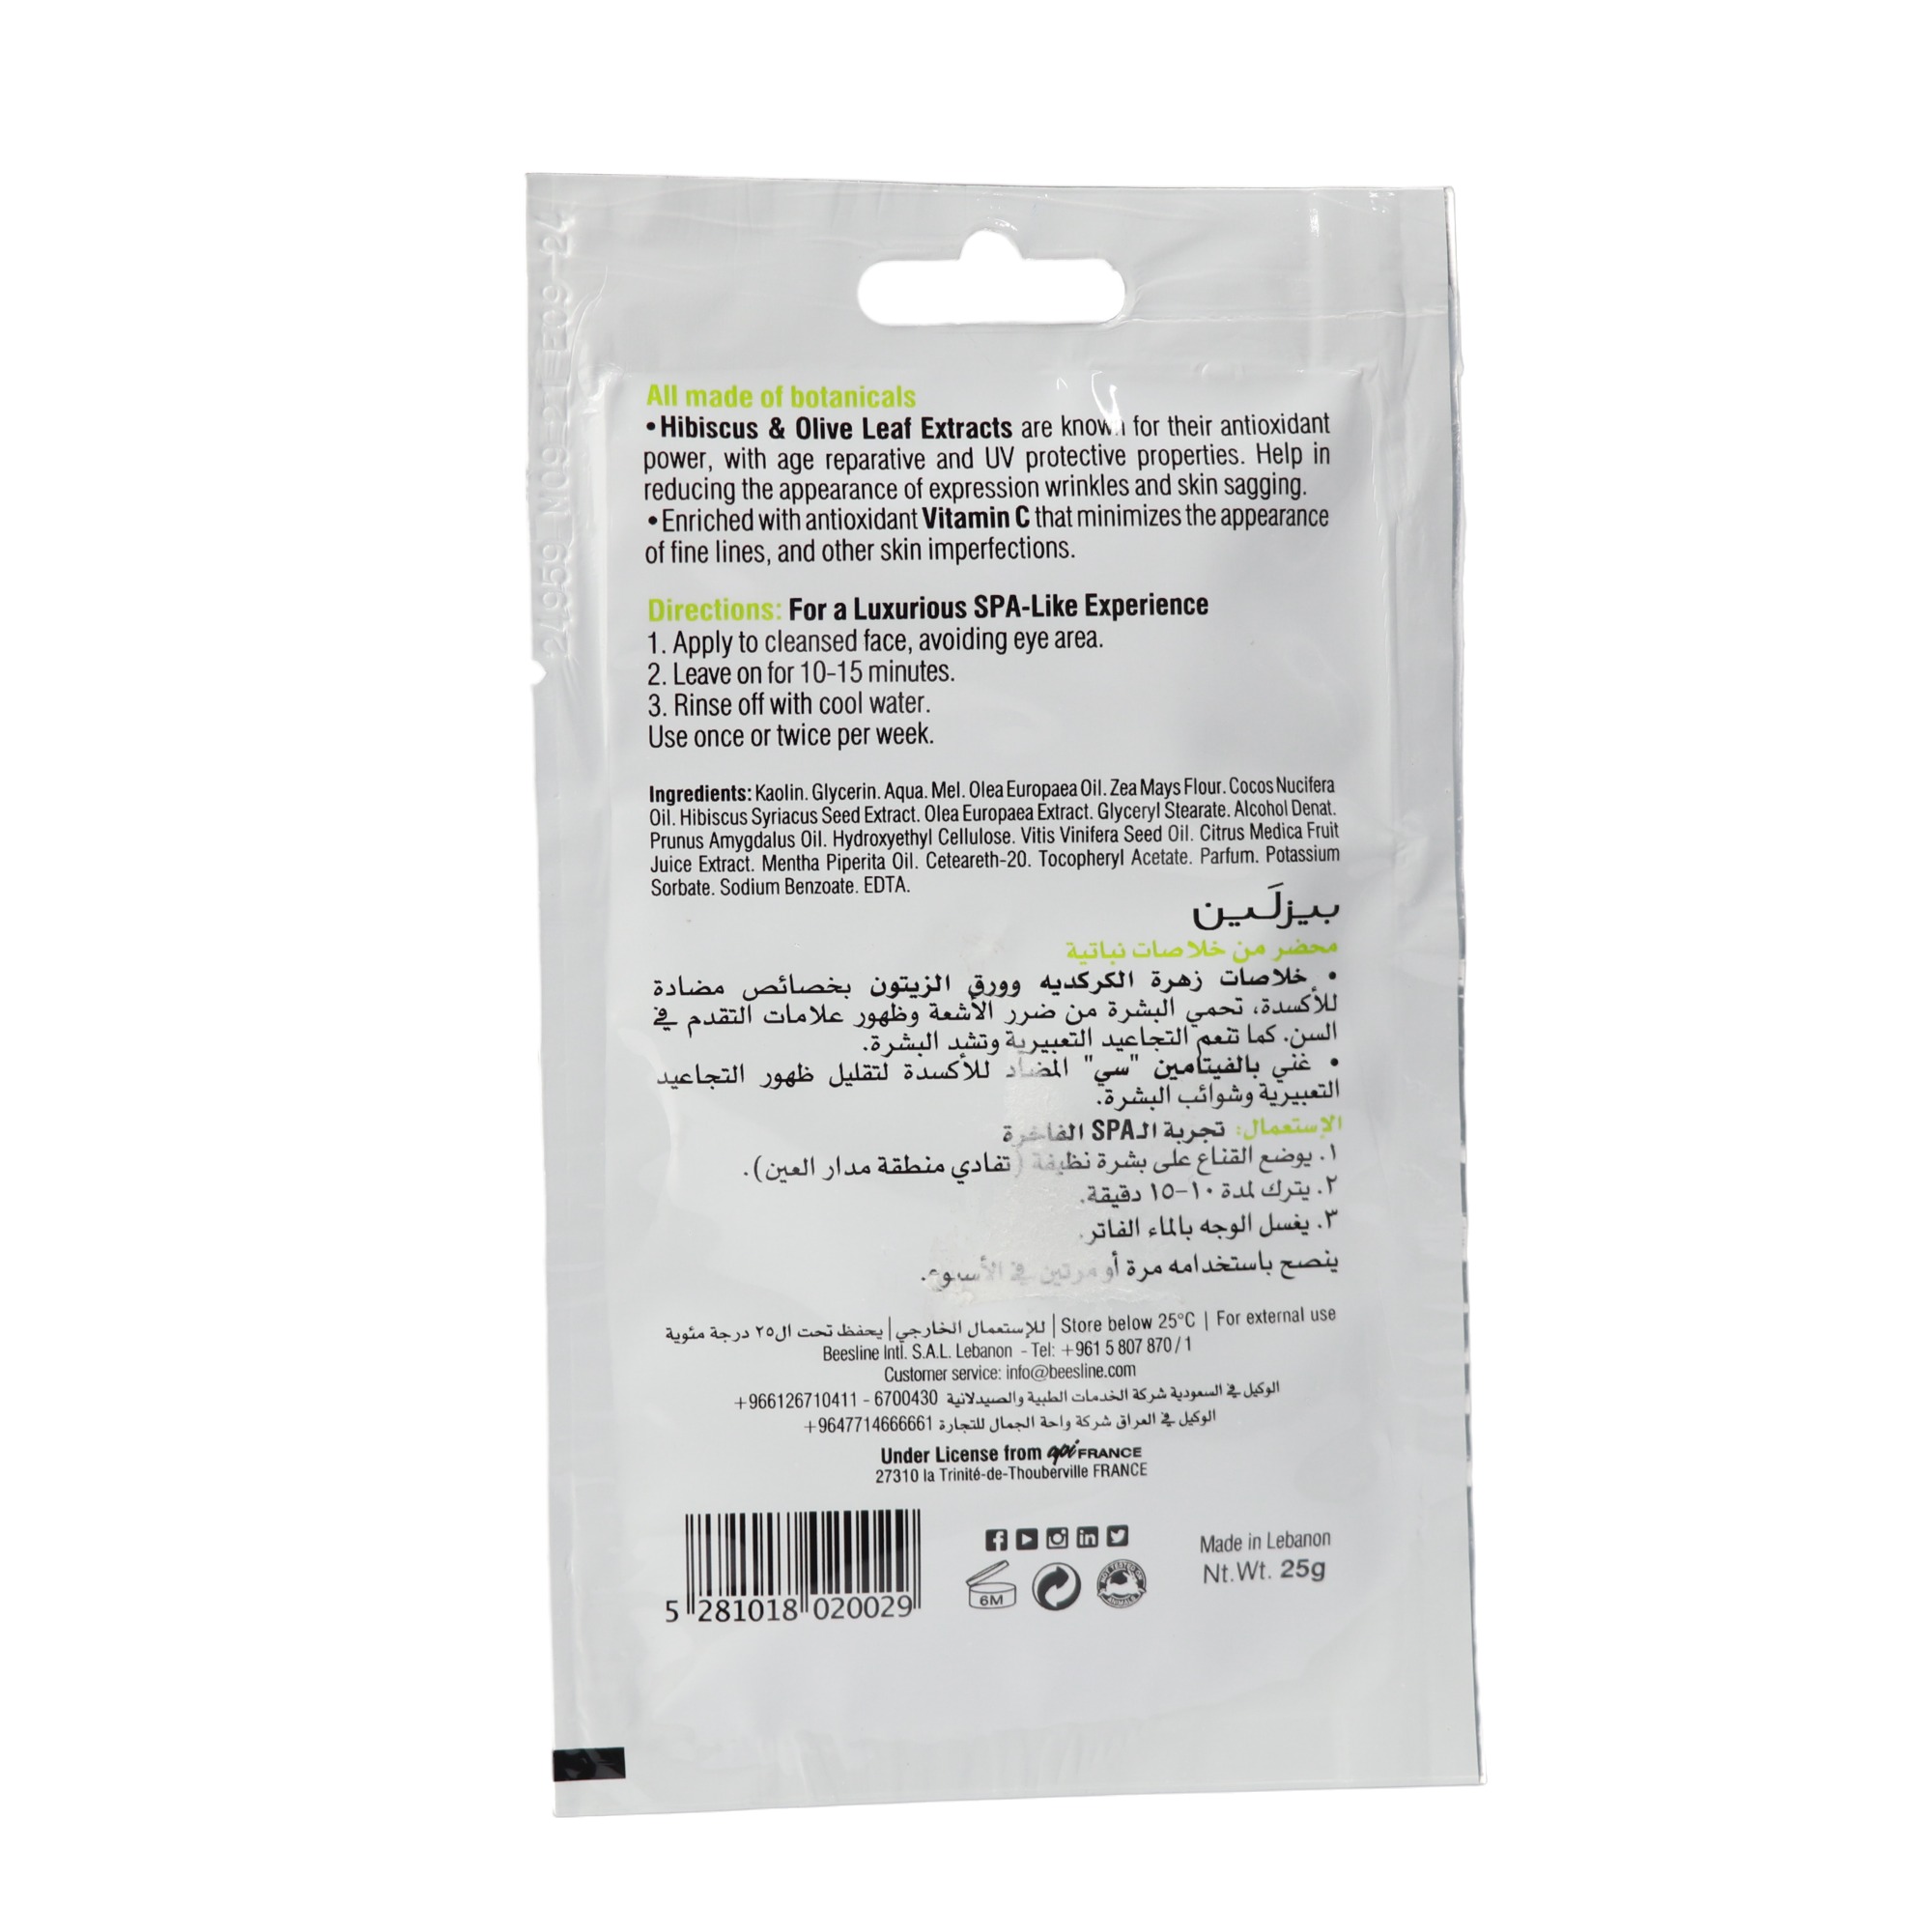 24959 M09-21 E09-24
All made of botanicals
•Hibiscus & Olive Leaf Extracts are known for their antioxidant
power, with age reparative and UV protective properties. Help in
reducing the appearance of expression wrinkles and skin sagging.
•Enriched with antioxidant Vitamin C that minimizes the appearance
of fine lines, and other skin imperfections.
Directions: For a Luxurious SPA-Like Experience
1. Apply to cleansed face, avoiding eye area.
2. Leave on for 10-15 minutes.
3. Rinse off with cool water.
Use once or twice per week.
Ingredients: Kaolin. Glycerin. Aqua. Mel. Olea Europaea Oil. Zea Mays Flour. Cocos Nucifera
Oil. Hibiscus Syriacus Seed Extract. Olea Europaea Extract. Glyceryl Stearate. Alcohol Denat.
Prunus Amygdalus Oil. Hydroxyethyl Cellulose. Vitis Vinifera Seed Oil. Citrus Medica Fruit
Juice Extract. Mentha Piperita Oil. Ceteareth-20. Tocopheryl Acetate. Parfum. Potassium
Sorbate. Sodium Benzoate. EDTA.
بيزلَين
محضر من خلاصات نباتية
• خلاصات زهرة الكركديه وورق الزيتون بخصائص مضادة
للأكسدة، تحمي البشرة من ضرر الأشعة وظهور علامات التقدم في
السن. كما تنعم التجاعيد التعبيرية وتشد البشرة.
• غني بالفيتامين "سي" المضاد للأكسدة لتقليل ظهور التجاعيد
التعبيرية وشوائب البشرة.
الإستعمال: تجربة الـSPA الفاخرة
١. يوضع القناع على بشرة نظيفة (تفادي منطقة مدار العين).
٢. يترك لمدة ١٠-١٥ دقيقة.
٣. يغسل الوجه بالماء الفاتر.
ينصح باستخدامه مرة أو مرتين في الأسبوع.
للإستعمال الخارجي | يحفظ تحت ال٢٥ درجة مئوية | Store below 25°C | For external use
Beesline Intl. S.A.L. Lebanon - Tel: +961 5 807 870 / 1
Customer service: info@beesline.com
الوكيل في السعودية شركة الخدمات الطبية والصيدلانية +966126710411 - 6700430
الوكيل في العراق شركة واحة الجمال للتجارة +9647714666661
Under License from api FRANCE
27310 la Trinité-de-Thouberville FRANCE
5 281018 020029
6M
Made in Lebanon
Nt.Wt. 25g